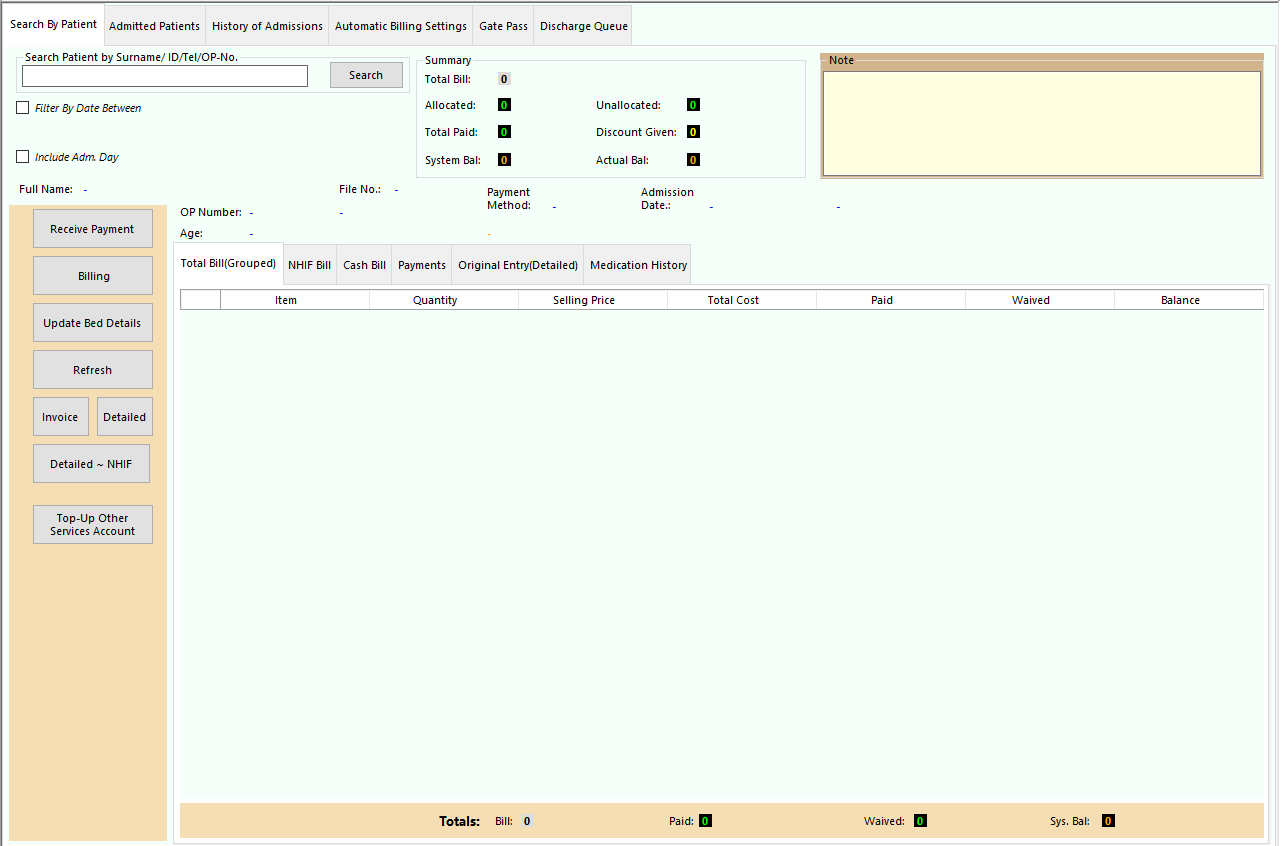 Search By Patient Admitted Patients History of Admissions Automatic Billing Settings Gate Pass Discharge Queue
Search Patient by Surname/ ID/Tel/OP-No.
Search
Filter By Date Between
Include Adm. Day
Summary
Total Bill: 0
Allocated: 0 Unallocated: 0
Total Paid: 0 Discount Given: 0
System Bal: 0 Actual Bal: 0
Note
Full Name: - File No.: -
Payment Method: - Admission Date.: - -
OP Number: - -
Age: - -
Receive Payment
Billing
Update Bed Details
Refresh
Invoice Detailed
Detailed ~ NHIF
Top-Up Other
Services Account
Total Bill(Grouped) NHIF Bill Cash Bill Payments Original Entry(Detailed) Medication History
Item Quantity Selling Price Total Cost Paid Waived Balance
Totals: Bill: 0 Paid: 0 Waived: 0 Sys. Bal: 0